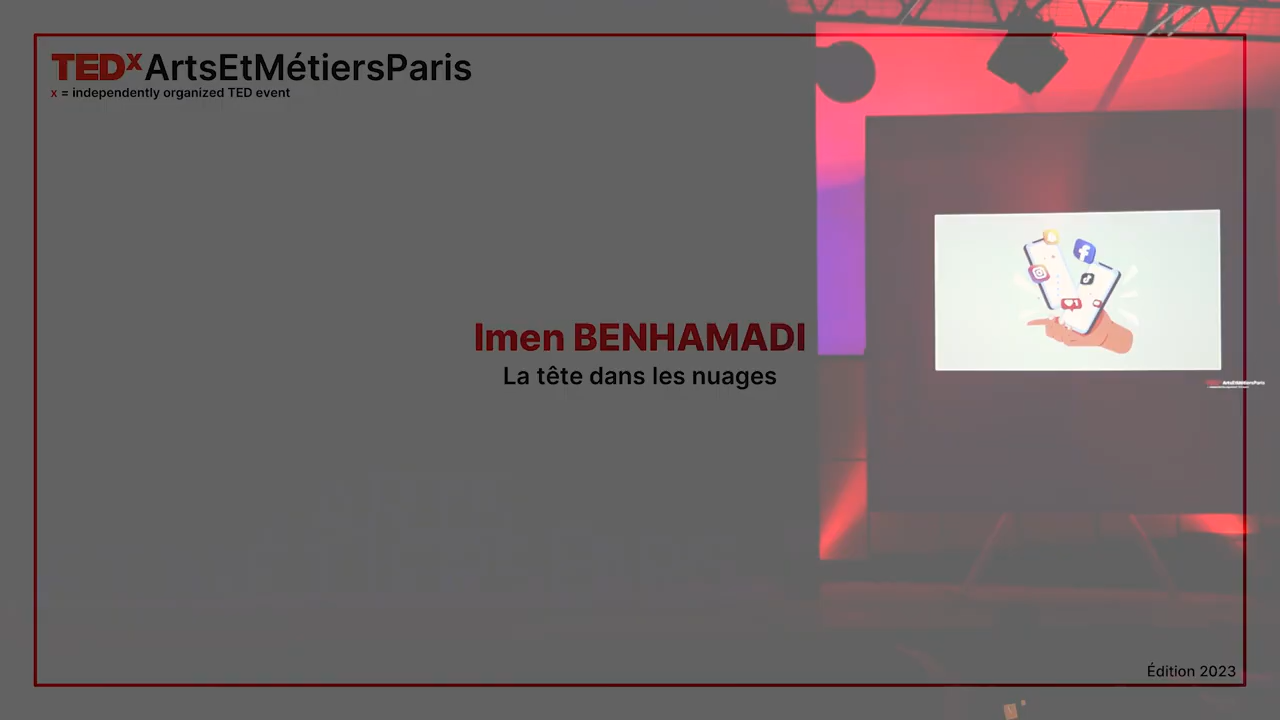 TEDxArtsEtMétiersParis
x = independently organized TED event
Imen BENHAMADI
La tête dans les nuages
Édition 2023